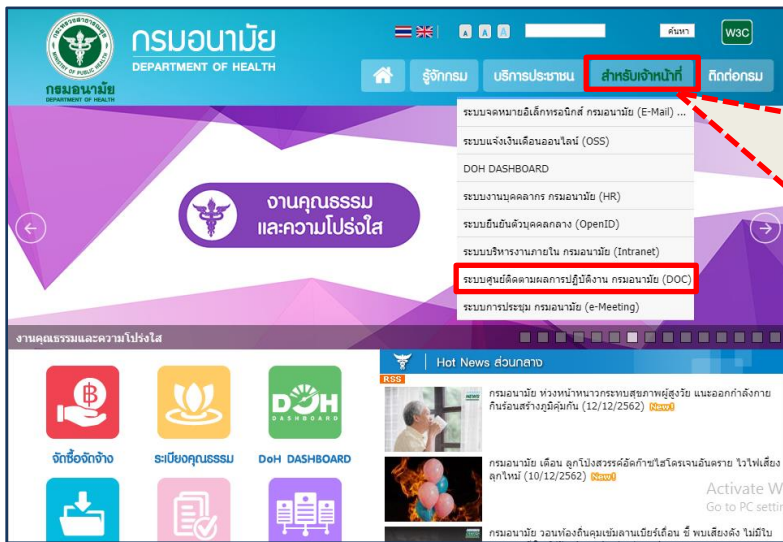 กรมอนามัย
DEPARTMENT OF HEALTH
กรมอนามัย
DEPARTMENT OF HEALTH
A A A
ค้นหา
W3C
รู้จักกรม บริการประชาชน สำหรับเจ้าหน้าที่ ติดต่อกรม
ระบบจดหมายอิเล็กทรอนิกส์ กรมอนามัย (E-Mail) ...
ระบบแจ้งเงินเดือนออนไลน์ (OSS)
DOH DASHBOARD
ระบบงานบุคลากร กรมอนามัย (HR)
ระบบยืนยันตัวบุคคลกลาง (OpenID)
ระบบบริหารงานภายใน กรมอนามัย (Intranet)
ระบบศูนย์ติดตามผลการปฏิบัติงาน กรมอนามัย (DOC)
ระบบการประชุม กรมอนามัย (e-Meeting)
งานคุณธรรม
และความโปร่งใส
งานคุณธรรมและความโปร่งใส
จัดซื้อจัดจ้าง
ระเบียงคุณธรรม
DOH
DASHBOARD
DoH DASHBOARD
Hot News ส่วนกลาง
RSS
NEWS
กรมอนามัย ห่วงหน้าหนาวกระทบสุขภาพผู้สูงวัย แนะออกกำลังกาย
กินร้อนสร้างภูมิคุ้มกัน (12/12/2562) New!
กรมอนามัย เตือน ลูกโป่งสวรรค์อัดก๊าซไฮโดรเจนอันตราย ไวไฟเสี่ยง
ลุกไหม้ (10/12/2562) New!
Activate W
Go to PC settin
กรมอนามัย วอนท้องถิ่นคุมเข้มลานเบียร์เถื่อน ชี้ พบเสียงดัง ไม่มีใบ